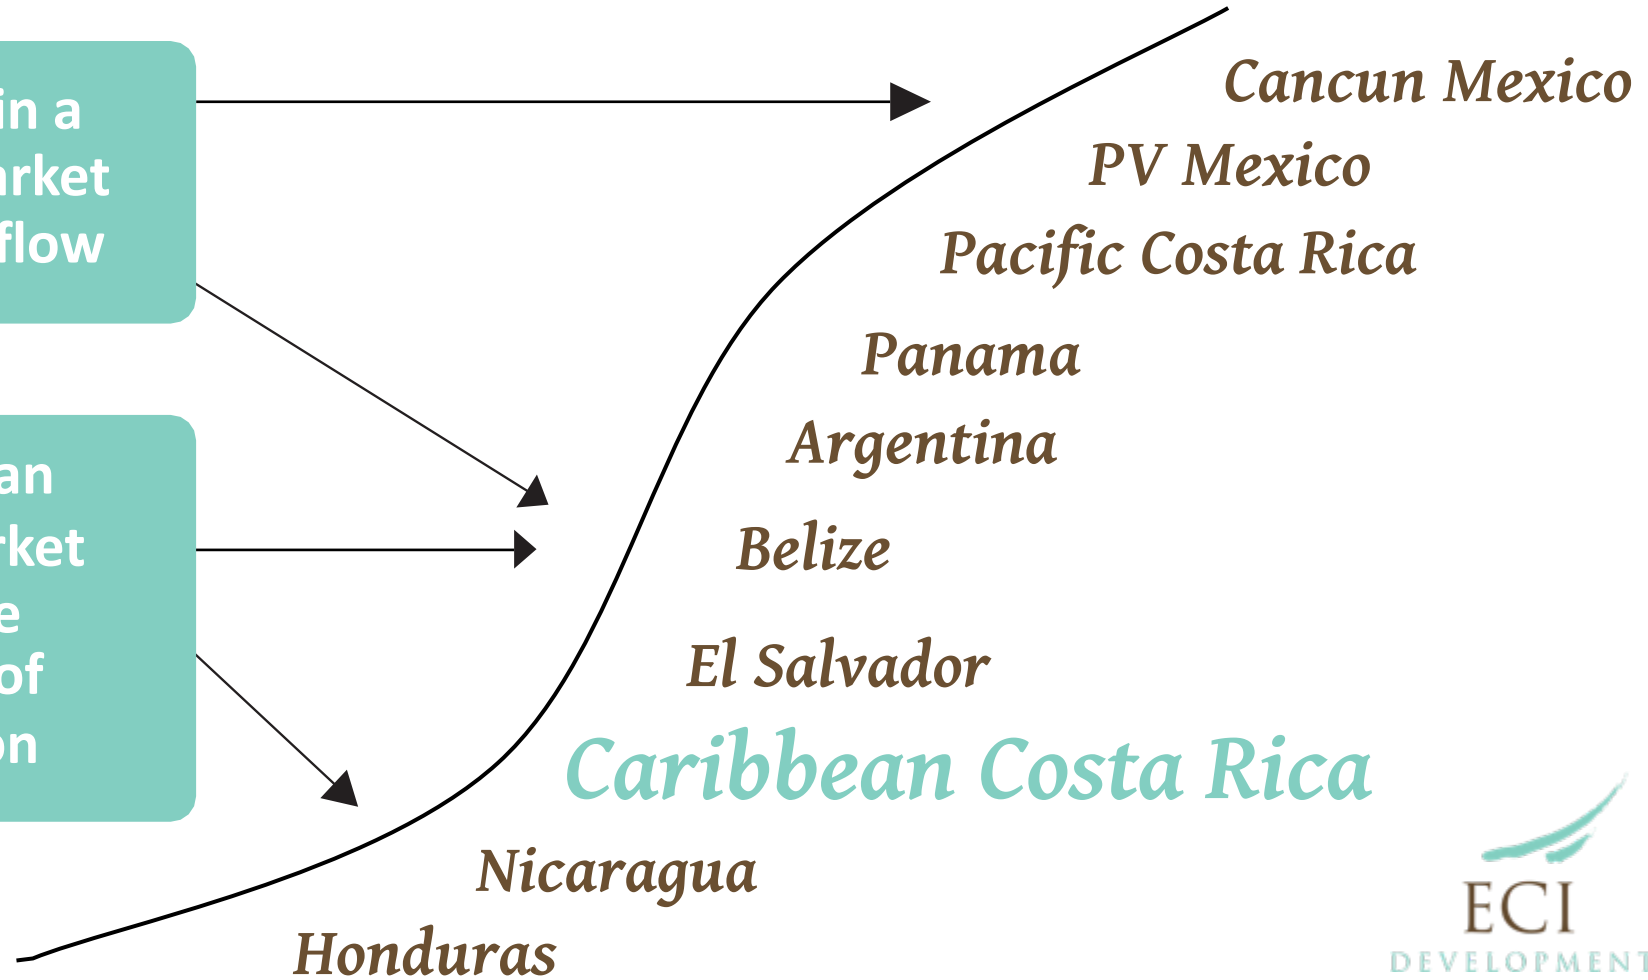 in a
arket
flow
an
rket
e
of
on
Cancun Mexico
PV Mexico
Pacific Costa Rica
Panama
Argentina
Belize
El Salvador
Caribbean Costa Rica
Nicaragua
Honduras
ECI
DEVELOPMENT